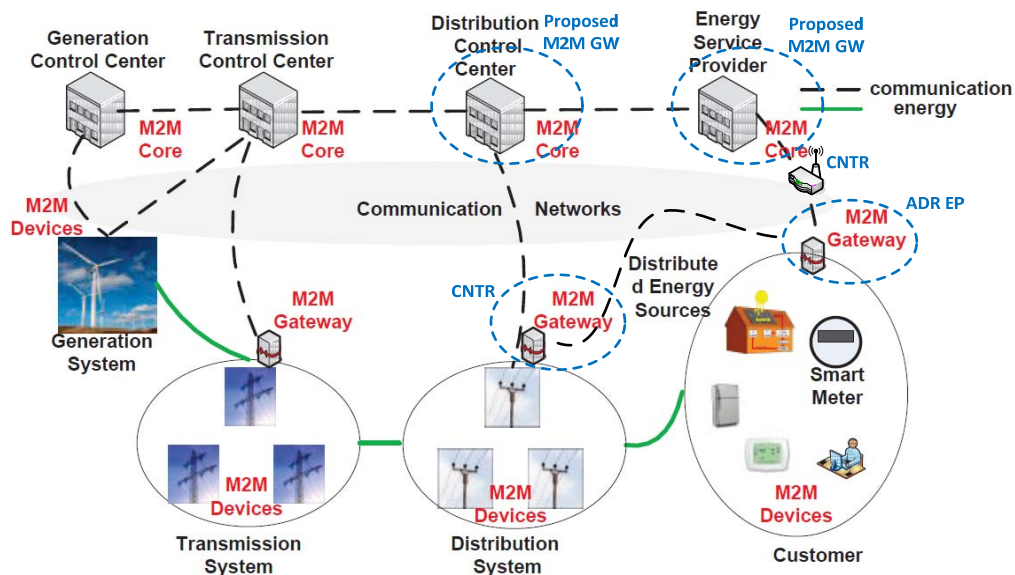 Generation
Control Center
Transmission
Control Center
Distribution
Control
Center
Proposed
M2M GW
Energy
Service
Provider
Proposed
M2M GW
communication
energy
M2M
Core
M2M
Core
M2M
Core
M2M
Core
CNTR
M2M
Devices
Communication
Networks
ADR EP
M2M
Gateway
Generation
System
M2M
Gateway
CNTR
M2M
Gateway
Distribute
d Energy
Sources
Smart
Meter
M2M
Devices
M2M
Devices
M2M
Devices
Transmission
System
Distribution
System
Customer